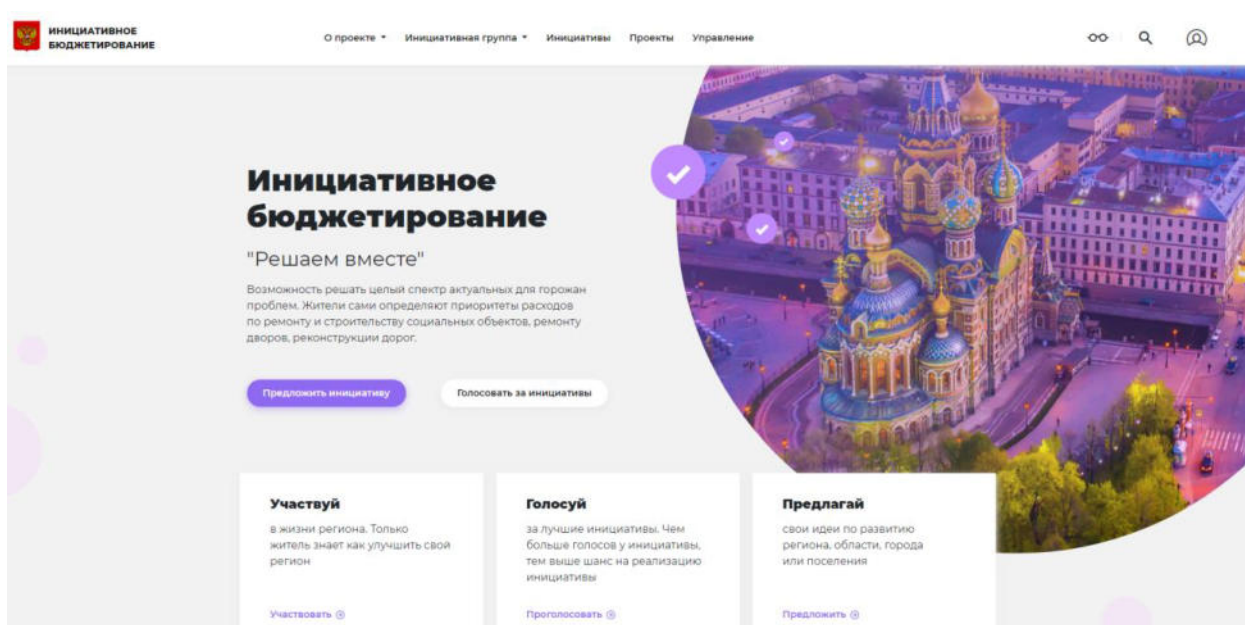 ИНИЦИАТИВНОЕ
БЮДЖЕТИРОВАНИЕ
О проекте
Инициативная группа
Инициативы
Проекты
Управление
Инициативное
бюджетирование
"Решаем вместе"
Возможность решать целый спектр актуальных для горожан
проблем. Жители сами определяют приоритеты расходов
по ремонту и строительству социальных объектов, ремонту
дворов, реконструкции дорог.
Предложить инициативу
Голосовать за инициативы
Участвуй
в жизни региона. Только
житель знает как улучшить свой
регион
Участвовать
Голосуй
за лучшие инициативы. Чем
больше голосов у инициативы,
тем выше шанс на реализацию
инициативы
Проголосовать
Предлагай
свои идеи по развитию
региона, области, города
или поселения
Предложить